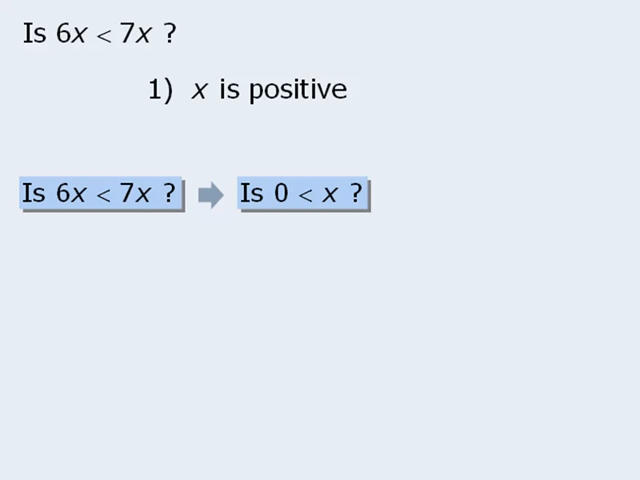 Is 6x < 7x ?
1) x is positive
Is 6x < 7x ? Is 0 < x ?